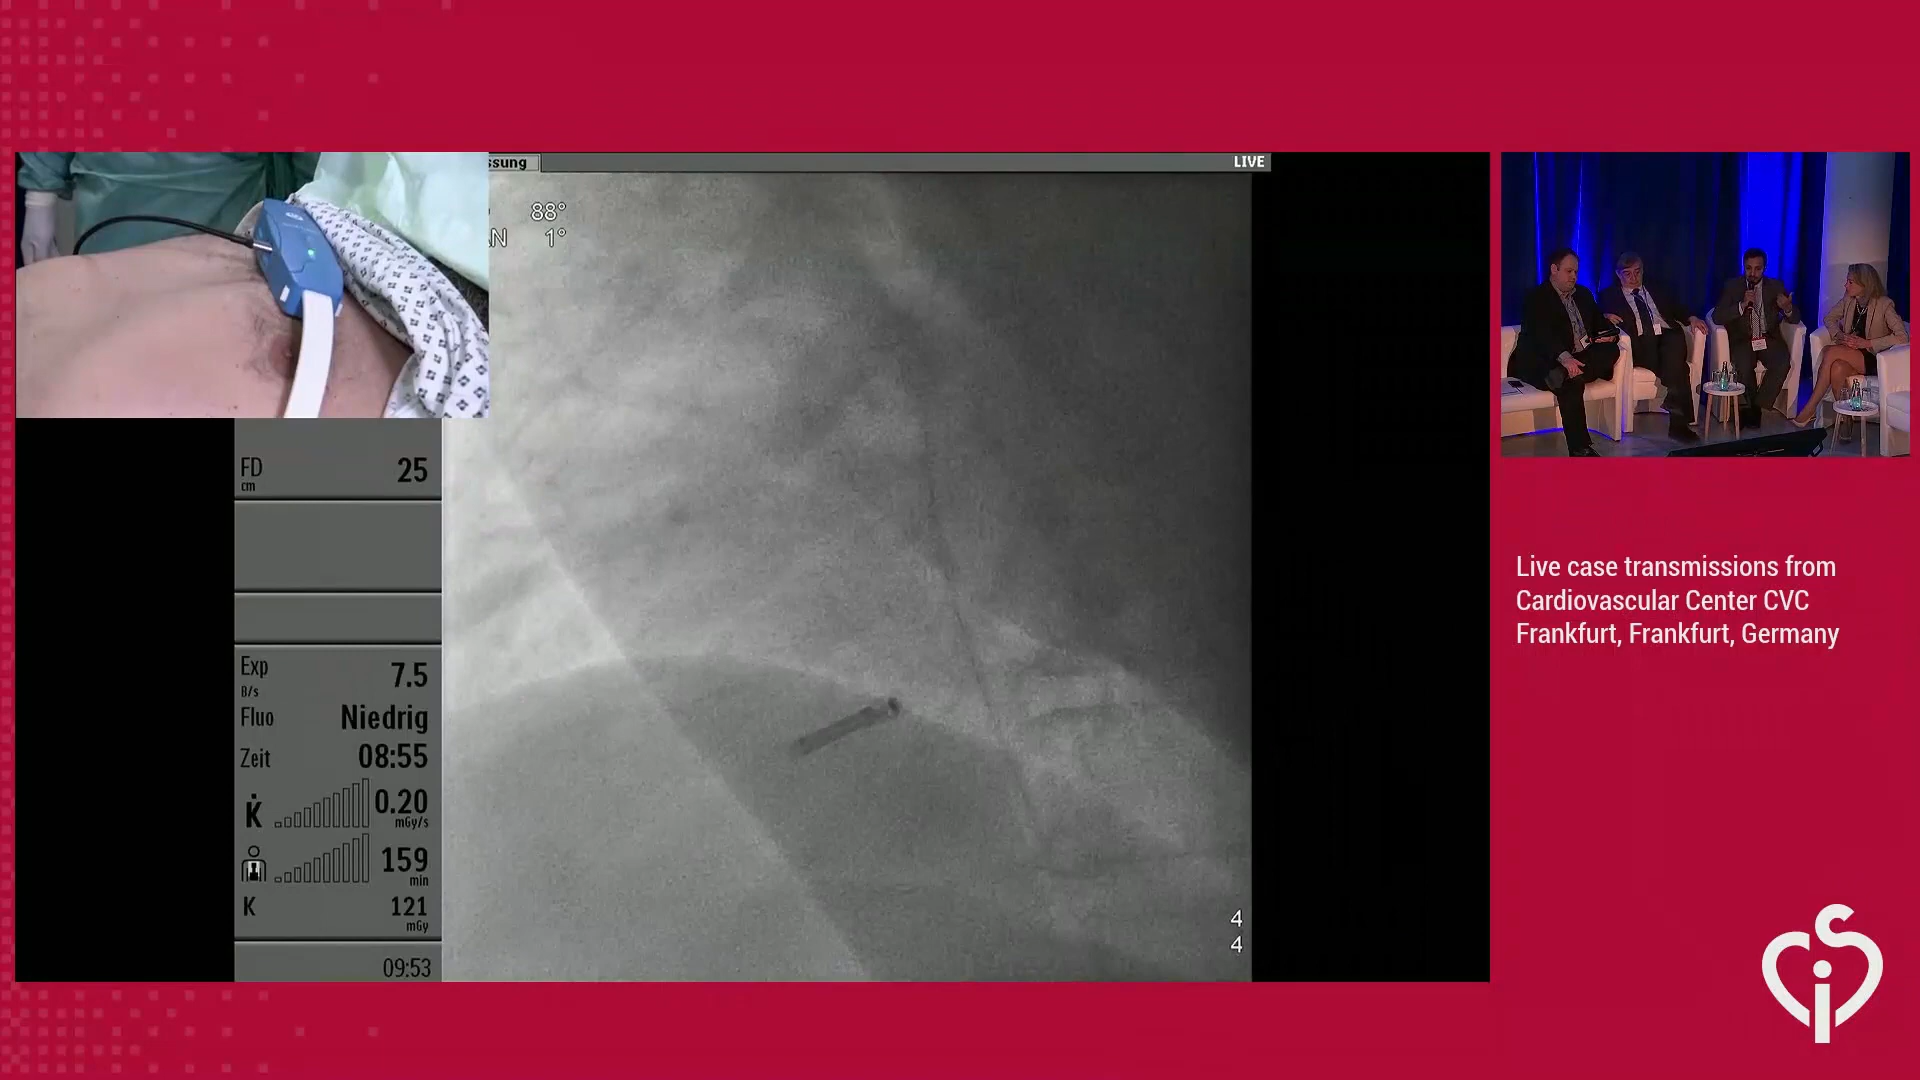 ssung
LIVE
88°
AN 1°
FD 25
cm
Exp 7.5
B/s
Fluo Niedrig
Zeit 08:55
K 0.20
mGy/s
159
min
K 121
mGy
09:53
4
4
Live case transmissions from
Cardiovascular Center CVC
Frankfurt, Frankfurt, Germany